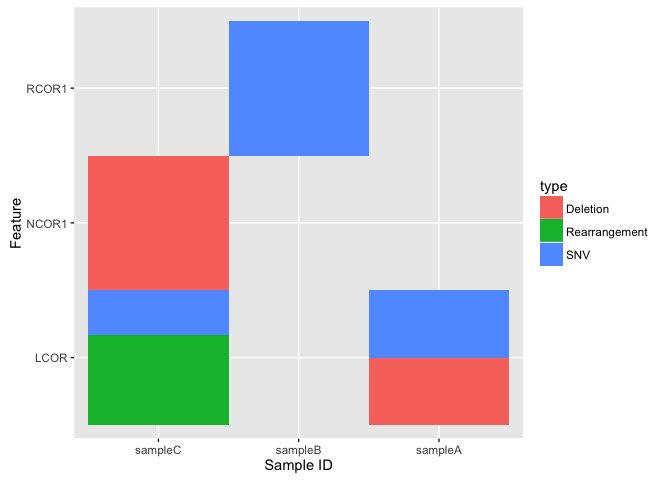 RCOR1
NCOR1
LCOR
Feature
sampleC
sampleB
sampleA
Sample ID
type
Deletion
Rearrangement
SNV